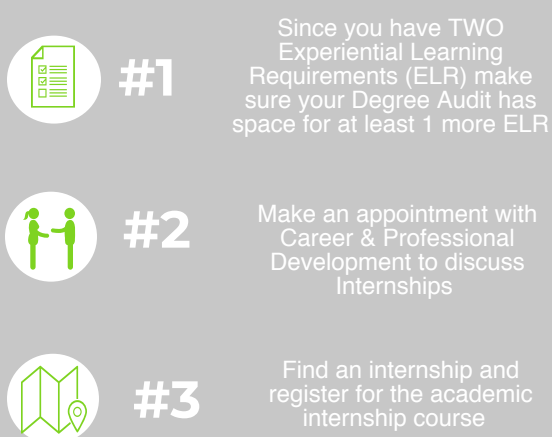 #1
Since you have TWO
Experiential Learning
Requirements (ELR) make
sure your Degree Audit has
space for at least 1 more ELR
#2
Make an appointment with
Career & Professional
Development to discuss
Internships
#3
Find an internship and
register for the academic
internship course